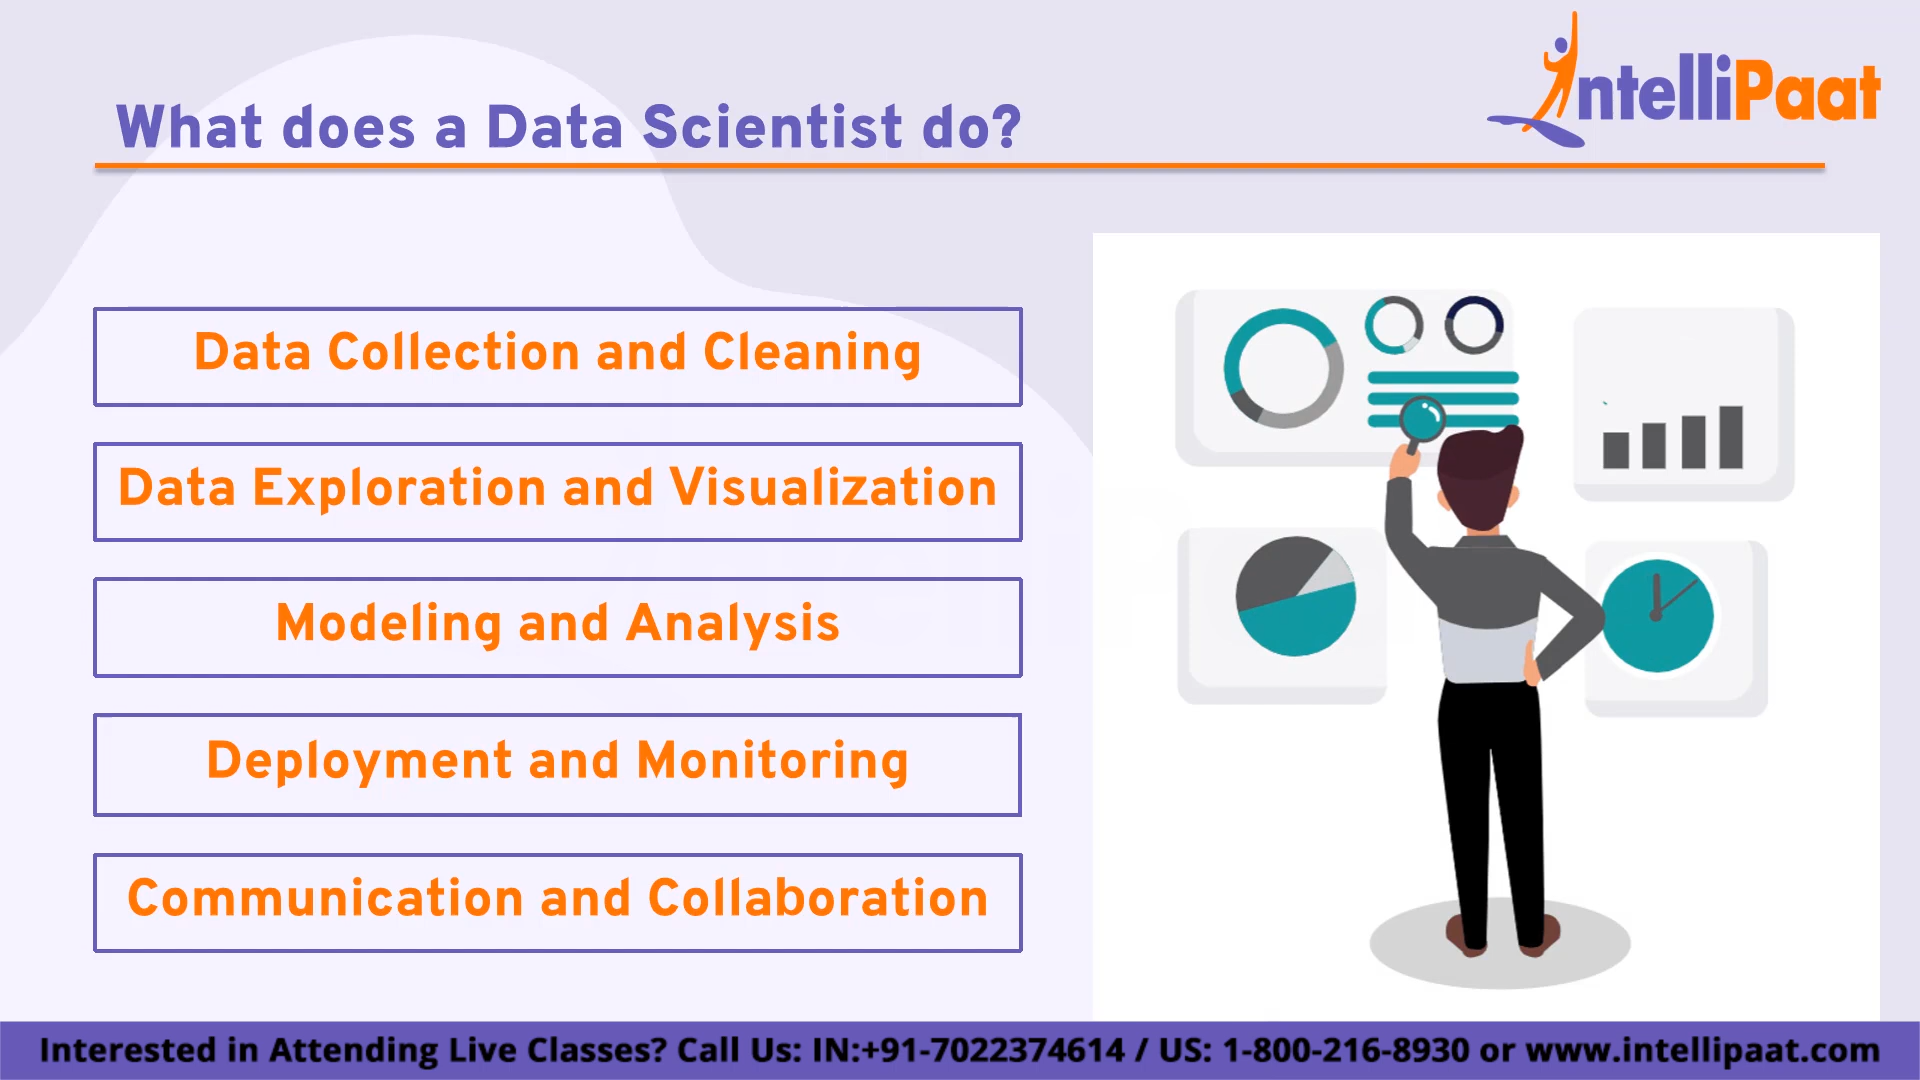 IntelliPaat
What does a Data Scientist do?
Data Collection and Cleaning
Data Exploration and Visualization
Modeling and Analysis
Deployment and Monitoring
Communication and Collaboration
Interested in Attending Live Classes? Call Us: IN:+91-7022374614 / US: 1-800-216-8930 or www.intellipaat.com